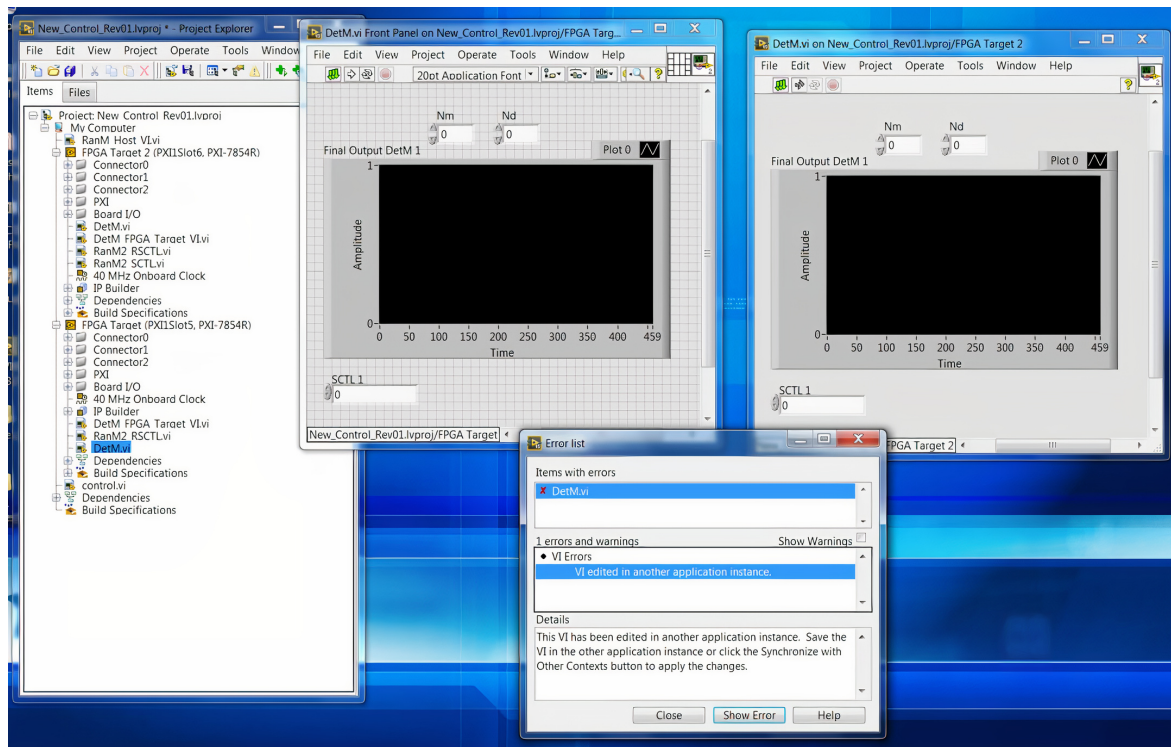 New_Control_Rev01.lvproj * - Project Explorer
File Edit View Project Operate Tools Window
Items Files
Project: New Control Rev01.lvproj
My Computer
RanM Host VI.vi
FPGA Target 2 (PXI1Slot6, PXI-7854R)
Connector0
Connector1
Connector2
PXI
Board I/O
DetM.vi
DetM FPGA Target VI.vi
RanM2 RSCTL.vi
RanM2 SCTL.vi
40 MHz Onboard Clock
IP Builder
Dependencies
Build Specifications
FPGA Target (PXI1Slot5, PXI-7854R)
Connector0
Connector1
Connector2
PXI
Board I/O
40 MHz Onboard Clock
IP Builder
DetM FPGA Target VI.vi
RanM2 RSCTL.vi
DetM.vi
Dependencies
Build Specifications
control.vi
Dependencies
Build Specifications
DetM.vi Front Panel on New_Control_Rev01.lvproj/FPGA Targ...
File Edit View Project Operate Tools Window Help
20pt Application Font
2
Nm Nd
0 0
Final Output DetM 1 Plot 0
1
Amplitude
0
0 50 100 150 200 250 300 350 400 459
Time
SCTL 1
0
New_Control_Rev01.lvproj/FPGA Target
DetM.vi on New_Control_Rev01.lvproj/FPGA Target 2
File Edit View Project Operate Tools Window Help
2
Nm Nd
0 0
Final Output DetM 1 Plot 0
1
Amplitude
0
0 50 100 150 200 250 300 350 400 459
Time
SCTL 1
0
FPGA Target 2
Error list
Items with errors
DetM.vi
1 errors and warnings Show Warnings
VI Errors
VI edited in another application instance.
Details
This VI has been edited in another application instance. Save the
VI in the other application instance or click the Synchronize with
Other Contexts button to apply the changes.
Close Show Error Help